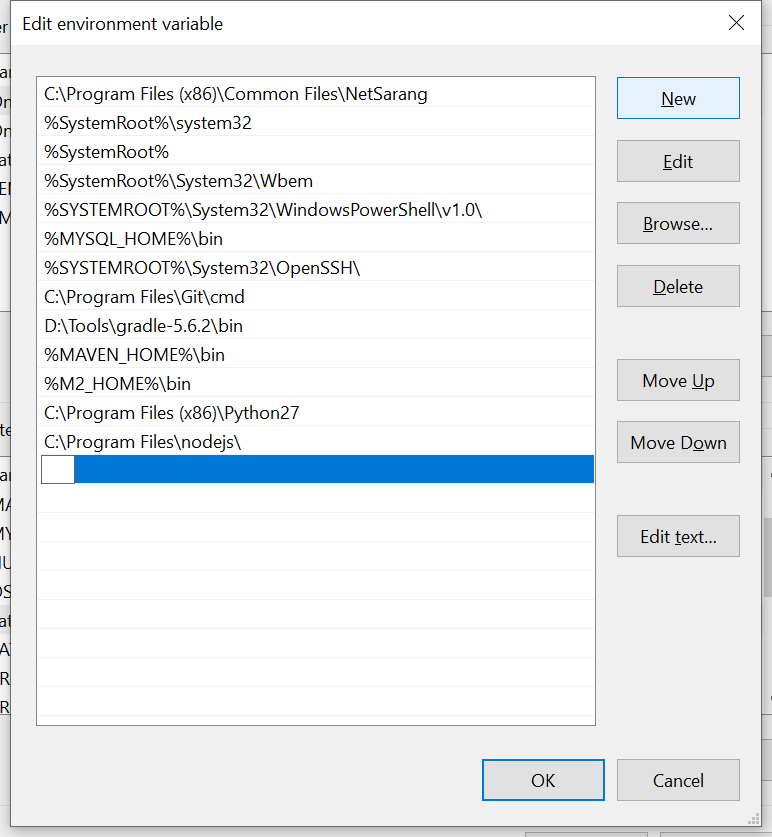 Edit environment variable
C:\Program Files (x86)\Common Files\NetSarang
New
%SystemRoot%\system32
%SystemRoot%
Edit
%SystemRoot%\System32\Wbem
%SYSTEMROOT%\System32\WindowsPowerShell\v1.0\
Browse...
%MYSQL_HOME%\bin
%SYSTEMROOT%\System32\OpenSSH\
Delete
C:\Program Files\Git\cmd
D:\Tools\gradle-5.6.2\bin
%MAVEN_HOME%\bin
Move Up
%M2_HOME%\bin
C:\Program Files (x86)\Python27
C:\Program Files\nodejs\
Move Down
Edit text...
OK
Cancel